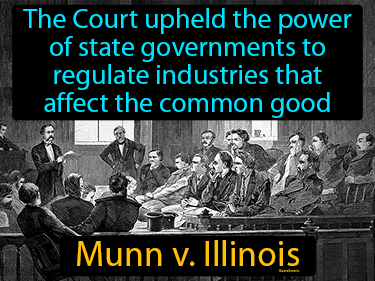 The Court upheld the power
of state governments to
regulate industries that
affect the common good
Munn v. Illinois